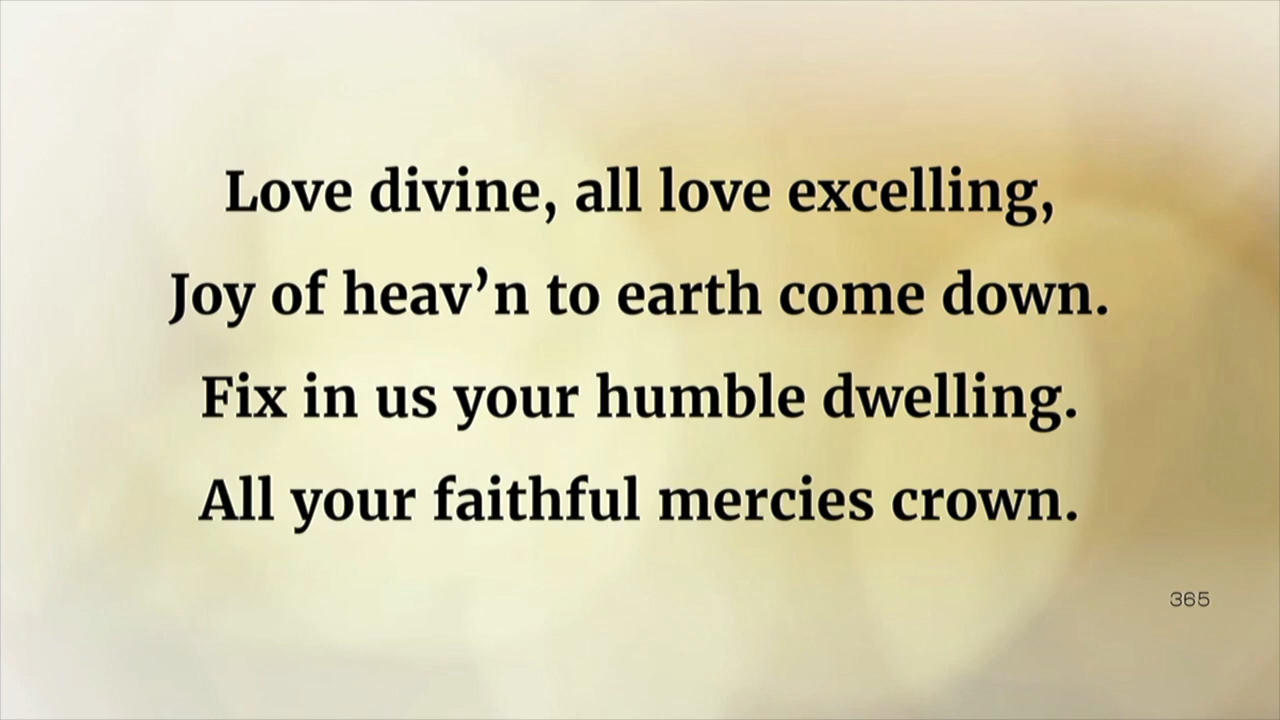 Love divine, all love excelling,
Joy of heav’n to earth come down.
Fix in us your humble dwelling.
All your faithful mercies crown.
365